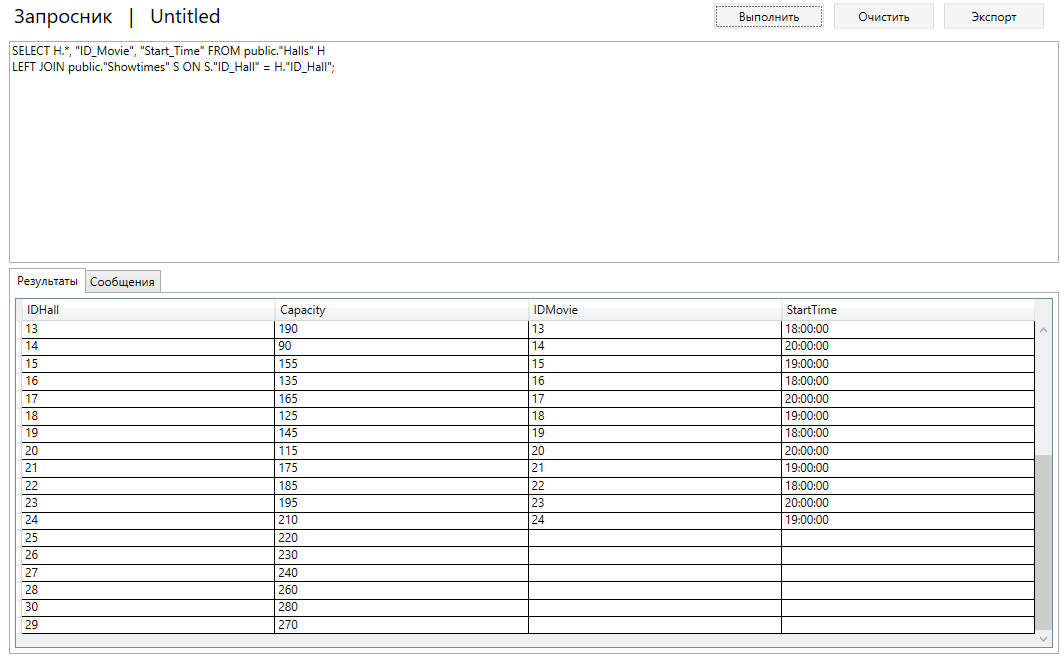 Запросник | Untitled Выполнить Очистить Экспорт
SELECT H.*, "ID_Movie", "Start_Time" FROM public."Halls" H
LEFT JOIN public."Showtimes" S ON S."ID_Hall" = H."ID_Hall";
Результаты Сообщения
IDHall Capacity IDMovie StartTime
13 190 13 18:00:00
14 90 14 20:00:00
15 155 15 19:00:00
16 135 16 18:00:00
17 165 17 20:00:00
18 125 18 19:00:00
19 145 19 18:00:00
20 115 20 20:00:00
21 175 21 19:00:00
22 185 22 18:00:00
23 195 23 20:00:00
24 210 24 19:00:00
25 220
26 230
27 240
28 260
30 280
29 270